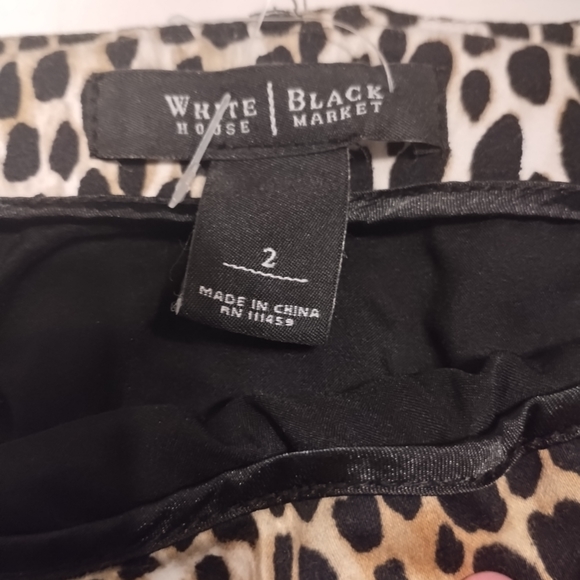 WHITE | BLACK
HOUSE | MARKET
2
MADE IN CHINA
RN 111459